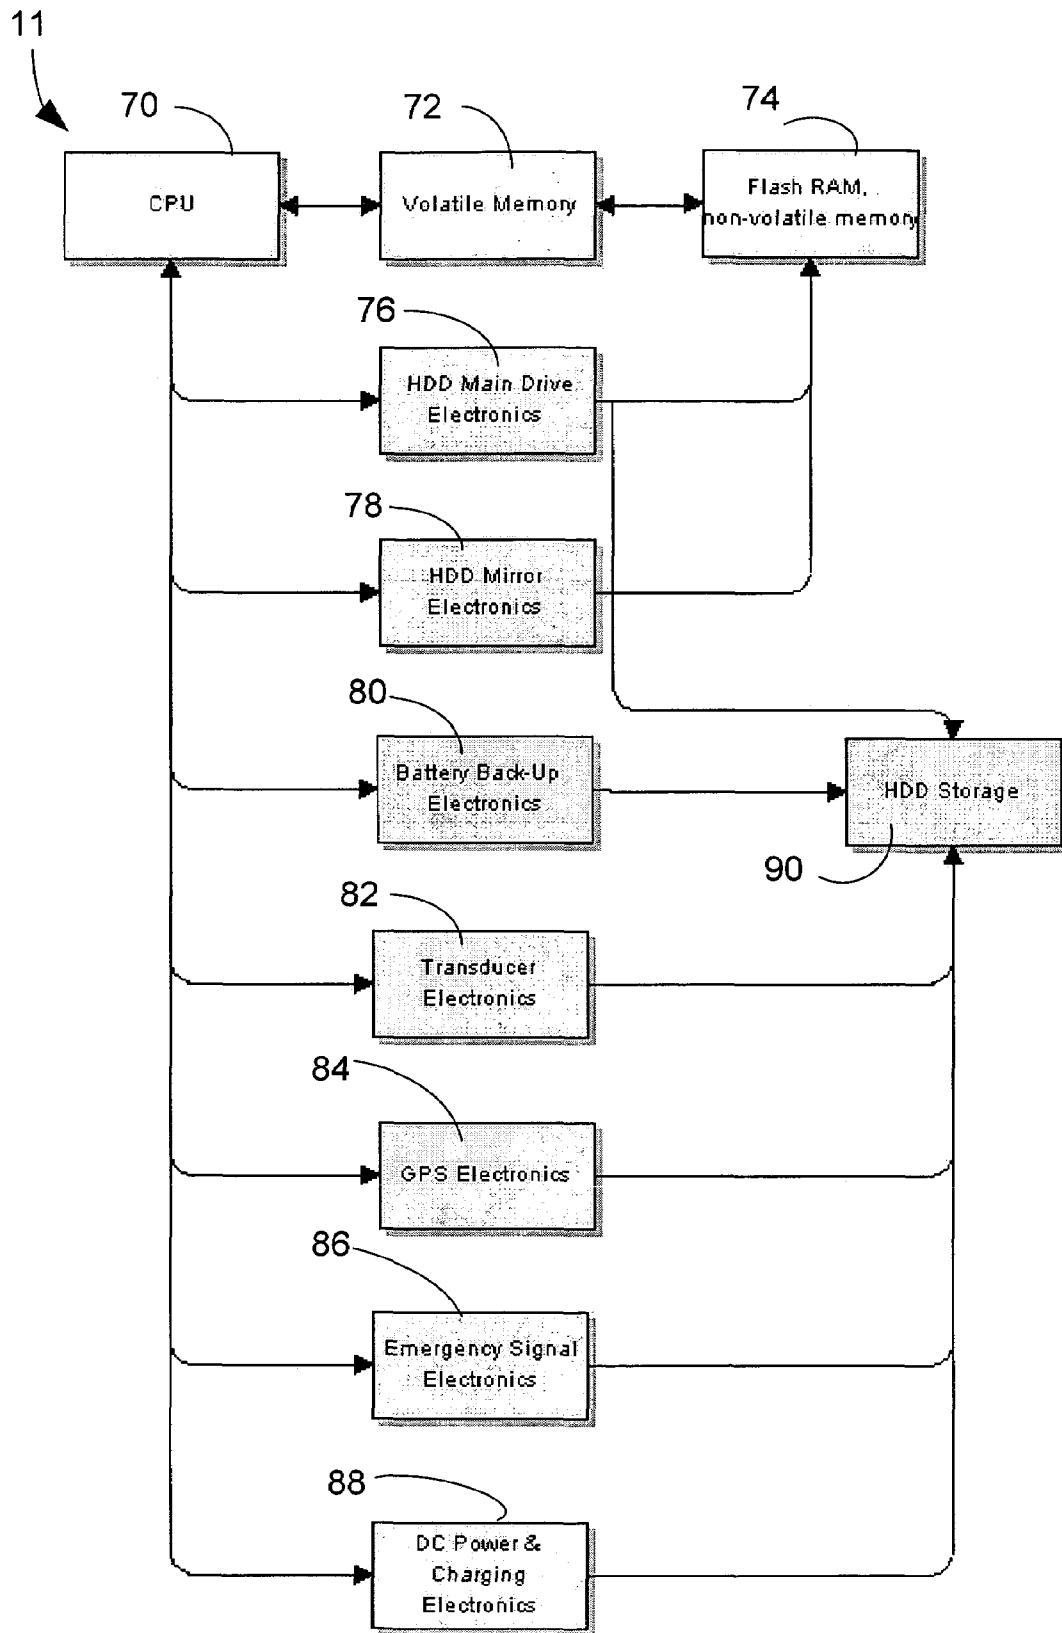 11
70
72
74
CPU
Volatile Memory
Flash RAM,
non-volatile memory
76
HDD Main Drive
Electronics
78
HDD Mirror
Electronics
80
Battery Back-Up
Electronics
HDD Storage
90
82
Transducer
Electronics
84
GPS Electronics
86
Emergency Signal
Electronics
88
DC Power &
Charging
Electronics